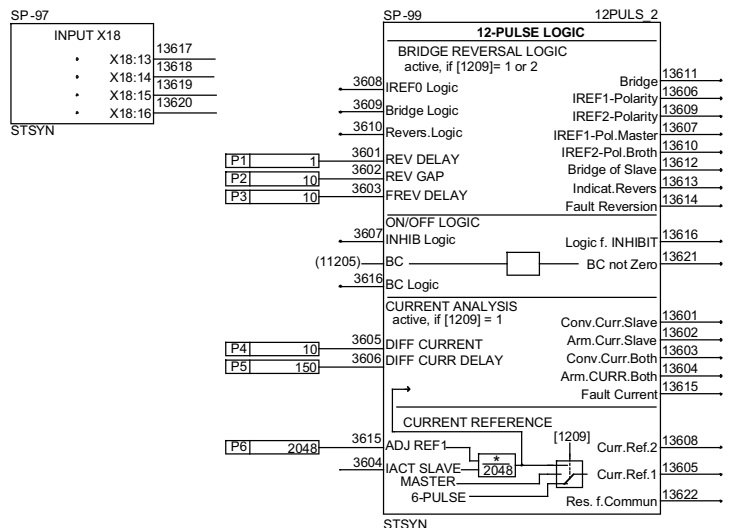 SP-97
INPUT X18
X18:13 13617
X18:14 13618
X18:15 13619
X18:16 13620
STSYN
SP-99 12PULS_2
12-PULSE LOGIC
BRIDGE REVERSAL LOGIC
active, if [1209]= 1 or 2
3608 IREF0 Logic
3609 Bridge Logic
3610 Revers.Logic
P1 1 3601 REV DELAY
P2 10 3602 REV GAP
P3 10 3603 FREV DELAY
Bridge 13611
IREF1-Polarity 13606
IREF2-Polarity 13609
IREF1-Pol.Master 13607
IREF2-Pol.Broth 13610
Bridge of Slave 13612
Indicat.Revers 13613
Fault Reversion 13614
ON/OFF LOGIC
3607 INHIB Logic
(11205) BC
3616 BC Logic
Logic f. INHIBIT 13616
BC not Zero 13621
CURRENT ANALYSIS
active, if [1209] = 1
P4 10 3605 DIFF CURRENT
P5 150 3606 DIFF CURR DELAY
Conv.Curr.Slave 13601
Arm.Curr.Slave 13602
Conv.Curr.Both 13603
Arm.CURR.Both 13604
Fault Current 13615
CURRENT REFERENCE
P6 2048 3615 ADJ REF1
3604 IACT SLAVE
MASTER
6-PULSE
*
2048
[1209]
Curr.Ref.2 13608
Curr.Ref.1 13605
Res. f.Commun 13622
STSYN